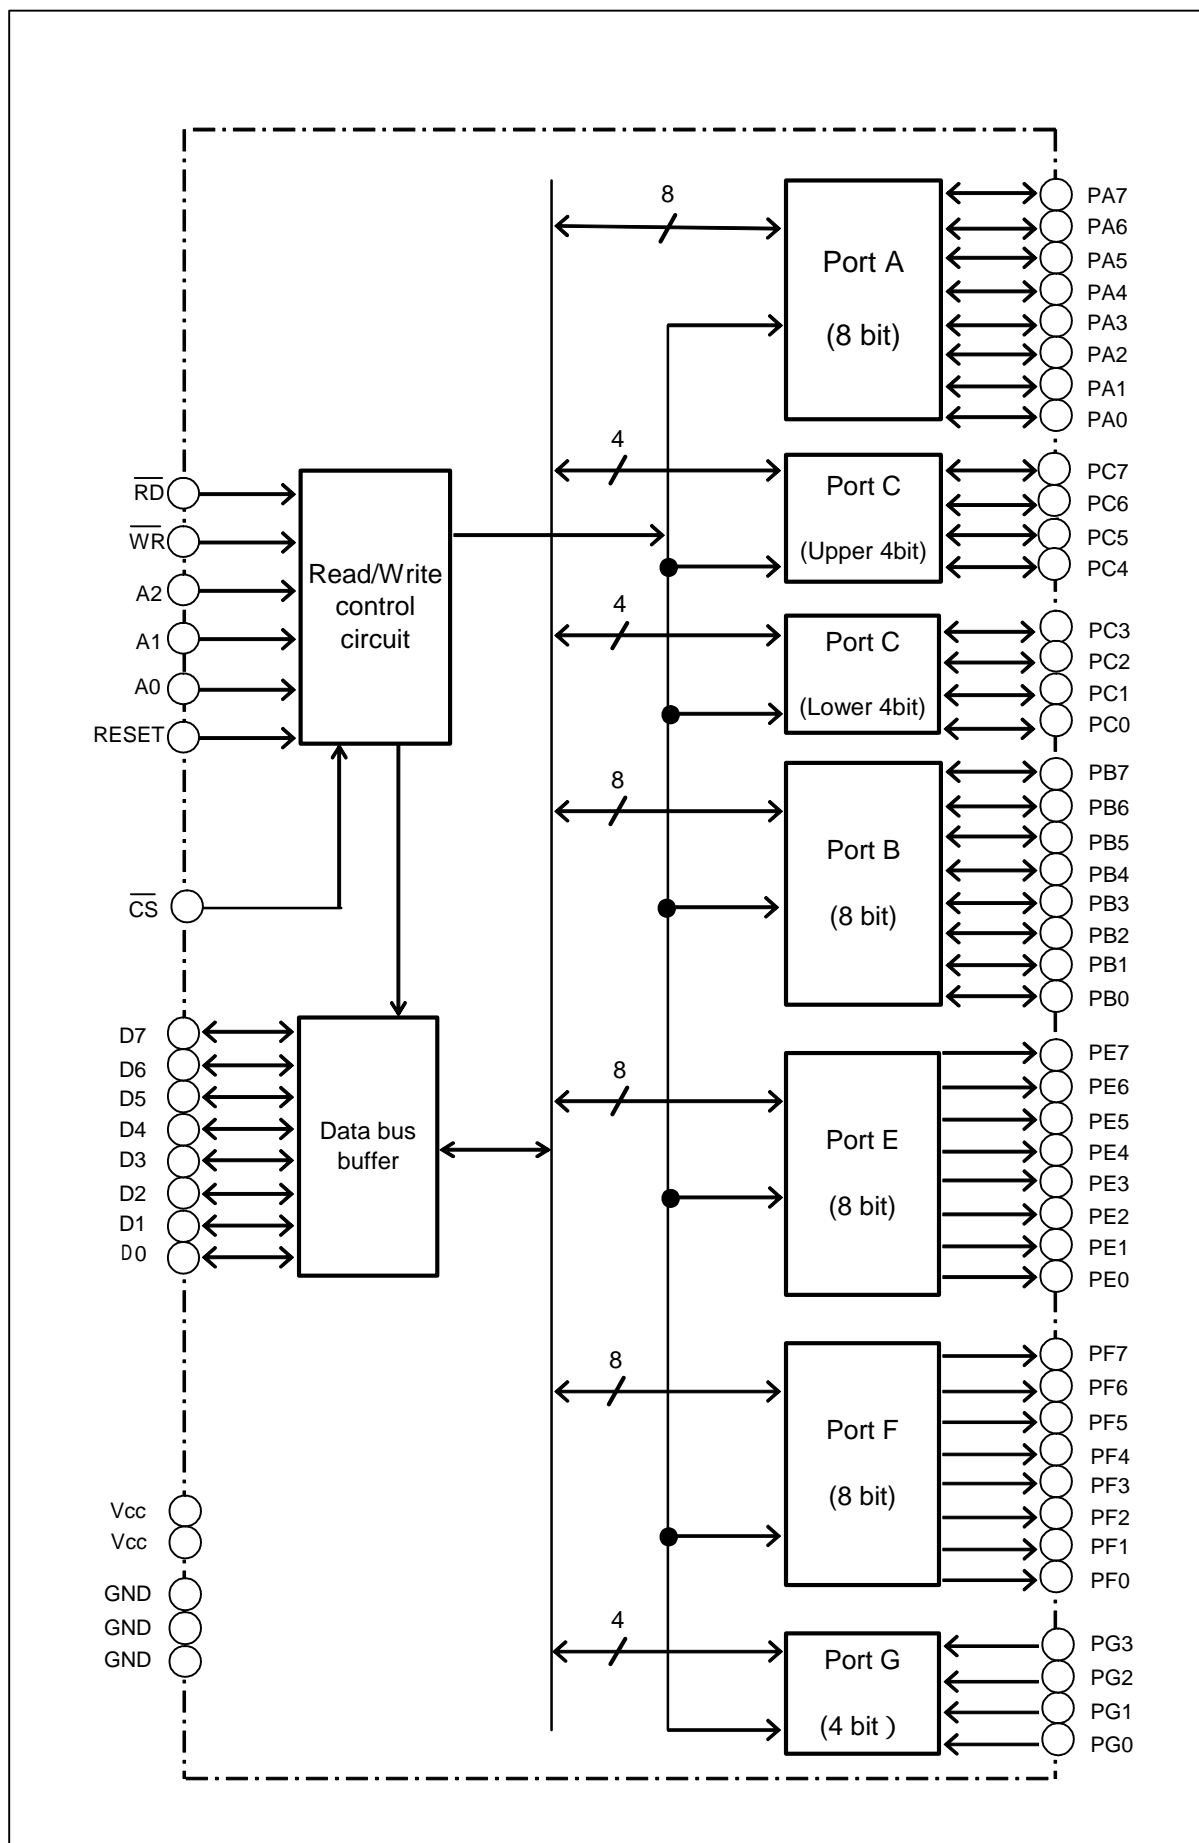 8
Port A
(8 bit)
PA7
PA6
PA5
PA4
PA3
PA2
PA1
PA0
RD
WR
A2
A1
A0
RESET
Read/Write
control
circuit
4
Port C
(Upper 4bit)
PC7
PC6
PC5
PC4
4
Port C
(Lower 4bit)
PC3
PC2
PC1
PC0
CS
8
Port B
(8 bit)
PB7
PB6
PB5
PB4
PB3
PB2
PB1
PB0
D7
D6
D5
D4
D3
D2
D1
D0
Data bus
buffer
8
Port E
(8 bit)
PE7
PE6
PE5
PE4
PE3
PE2
PE1
PE0
8
Port F
(8 bit)
PF7
PF6
PF5
PF4
PF3
PF2
PF1
PF0
Vcc
Vcc
GND
GND
GND
4
Port G
(4 bit )
PG3
PG2
PG1
PG0